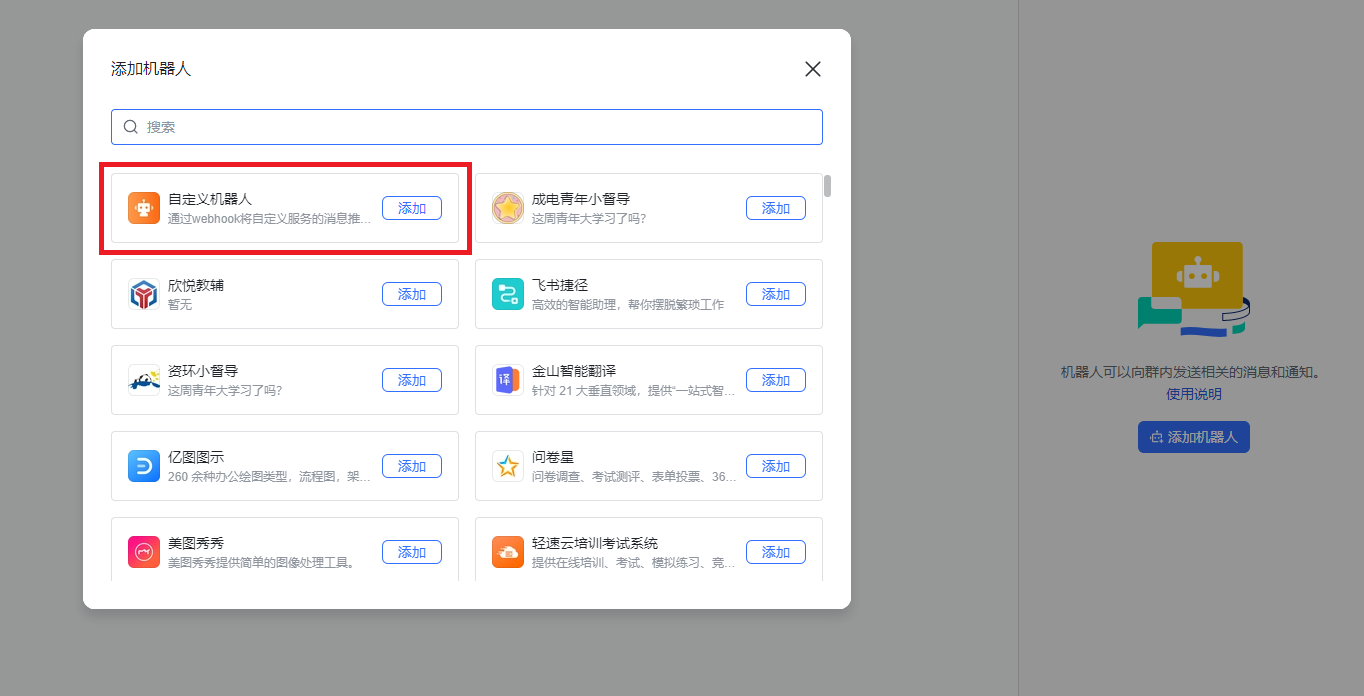 添加机器人
搜索
自定义机器人
通过webhook将自定义服务的消息推...
添加
成电青年小督导
这周青年大学习了吗?
添加
欣悦教辅
暂无
添加
飞书捷径
高效的智能助理，帮你摆脱繁琐工作
添加
资环小督导
这周青年大学习了吗?
添加
译
金山智能翻译
针对 21 大垂直领域，提供“一站式智...
添加
亿图图示
260 余种办公绘图类型，流程图，架...
添加
问卷星
问卷调查、考试测评、表单投票、36...
添加
美图秀秀
美图秀秀提供简单的图像处理工具。
添加
轻速云培训考试系统
提供在线培训、考试、模拟练习、竞...
添加
机器人可以向群内发送相关的消息和通知。
使用说明
添加机器人